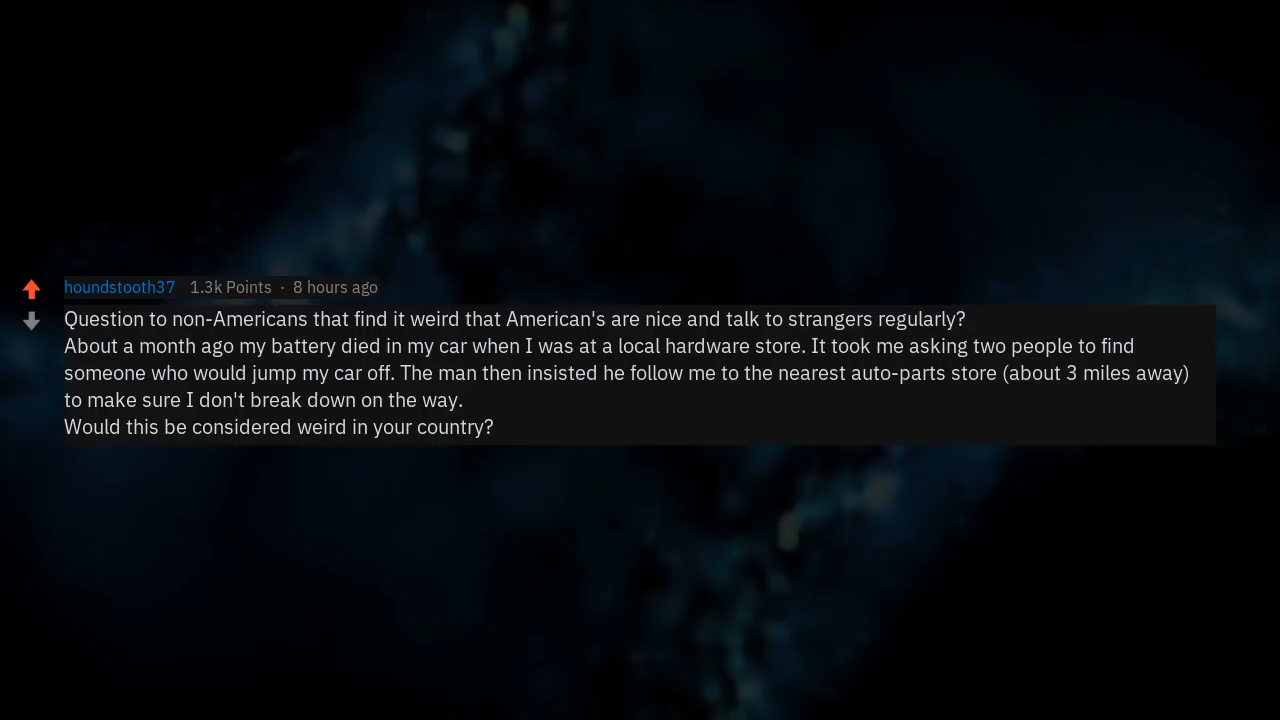 houndstooth37 1.3k Points · 8 hours ago
Question to non-Americans that find it weird that American's are nice and talk to strangers regularly?
About a month ago my battery died in my car when I was at a local hardware store. It took me asking two people to find
someone who would jump my car off. The man then insisted he follow me to the nearest auto-parts store (about 3 miles away)
to make sure I don't break down on the way.
Would this be considered weird in your country?